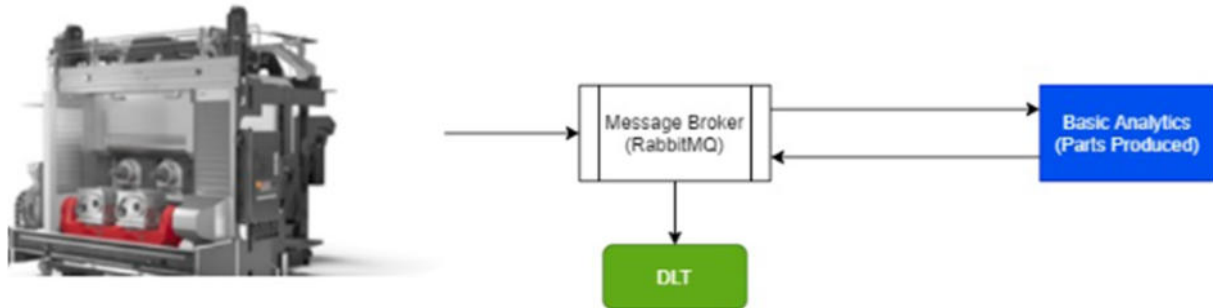 Message Broker
(RabbitMQ)
Basic Analytics
(Parts Produced)
DLT